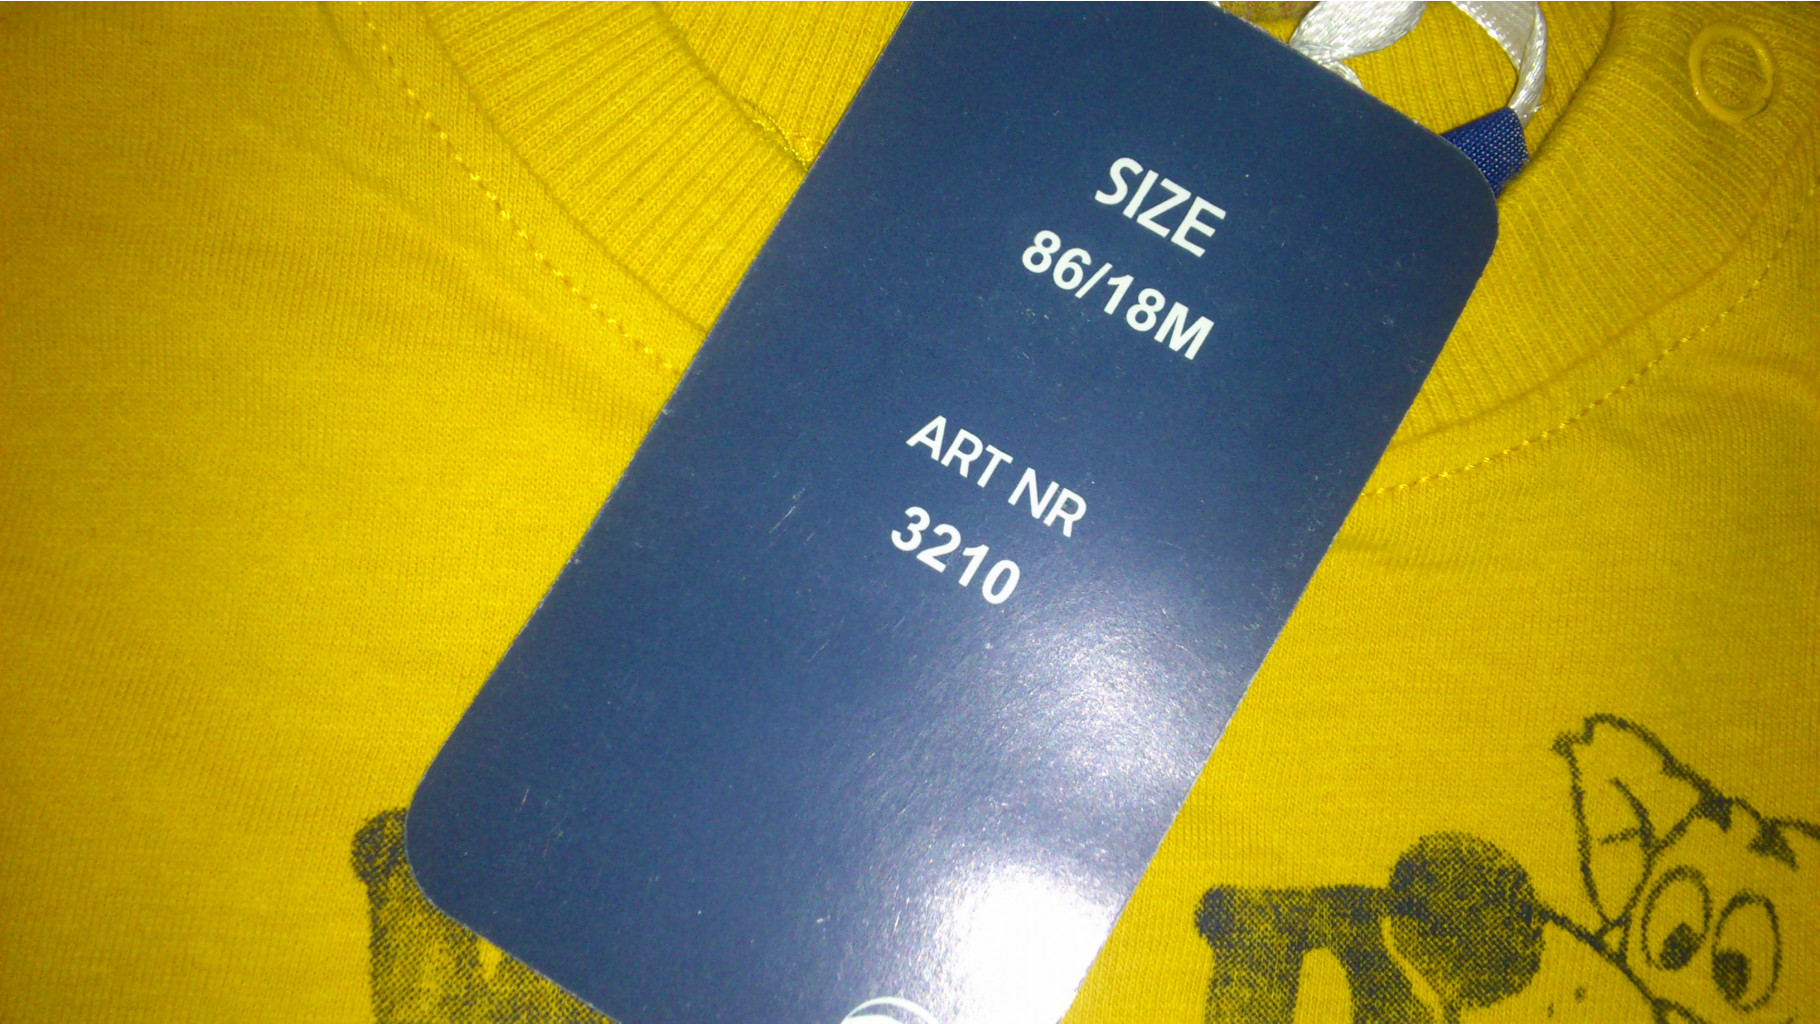 SIZE
86/18M
ART NR
3210